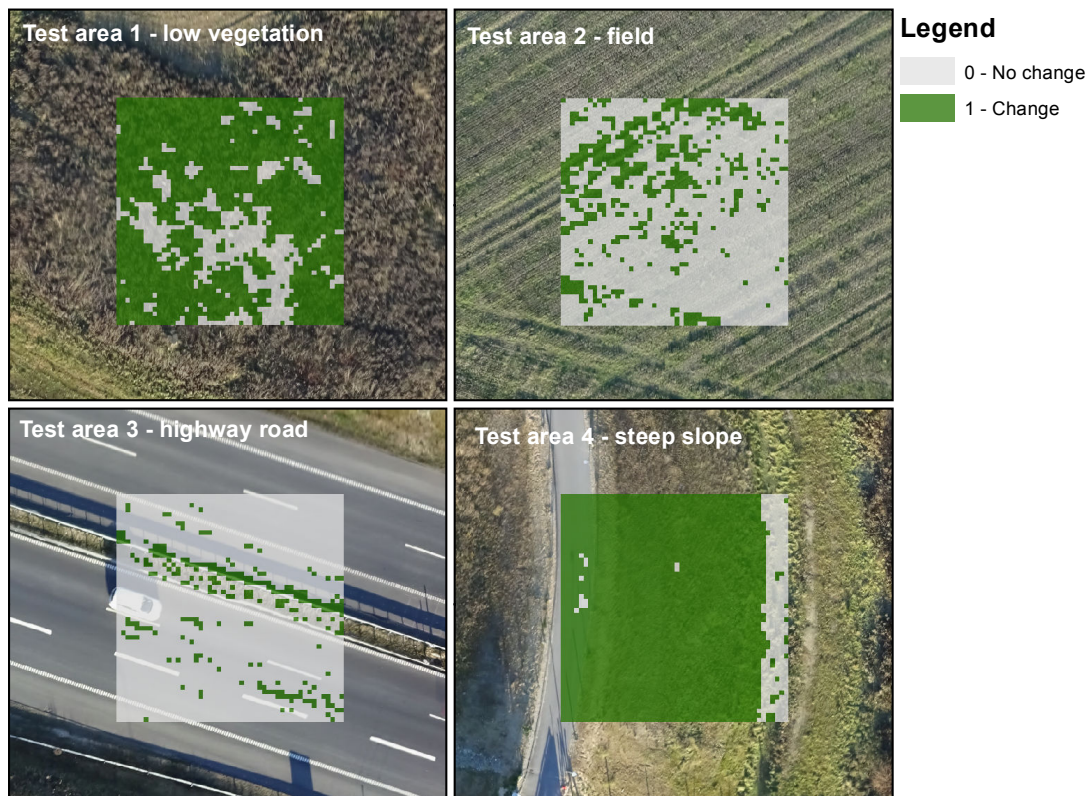 Test area 1 - low vegetation
Test area 2 - field
Legend
0 - No change
1 - Change
Test area 3 - highway road
Test area 4 - steep slope